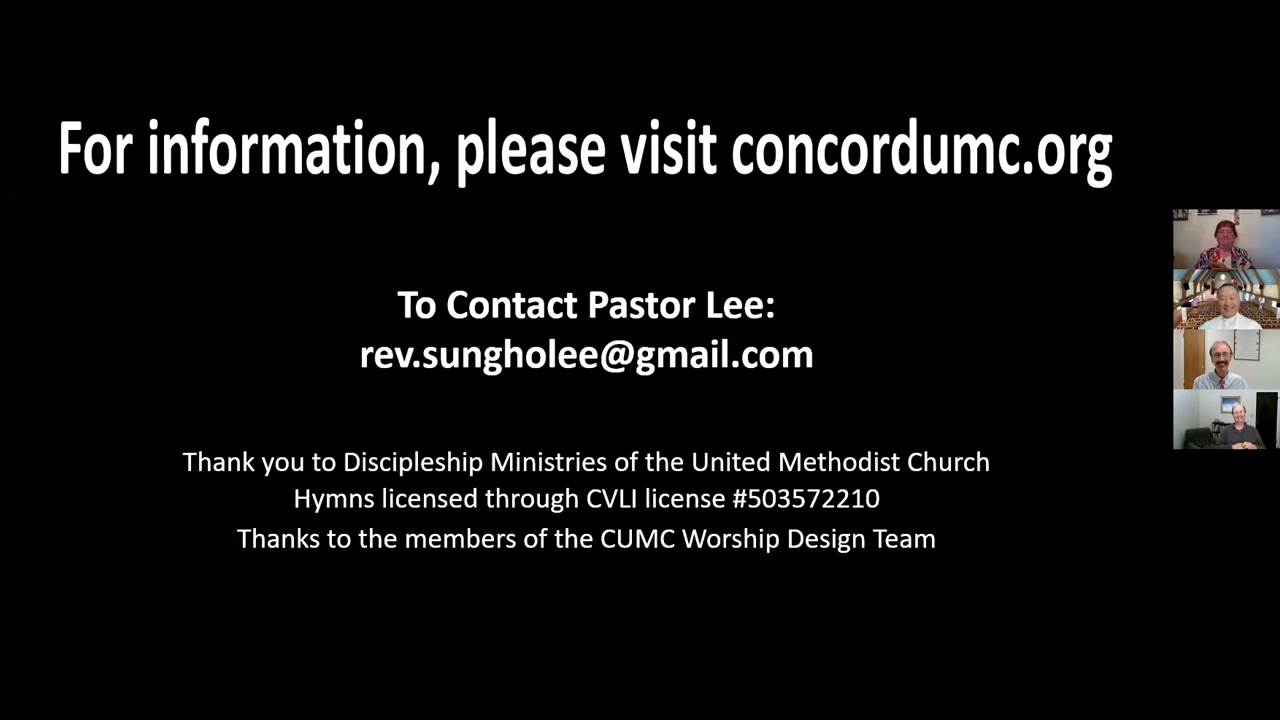 For information, please visit concordumc.org
To Contact Pastor Lee:
rev.sungholee@gmail.com
Thank you to Discipleship Ministries of the United Methodist Church
Hymns licensed through CVLI license #503572210
Thanks to the members of the CUMC Worship Design Team